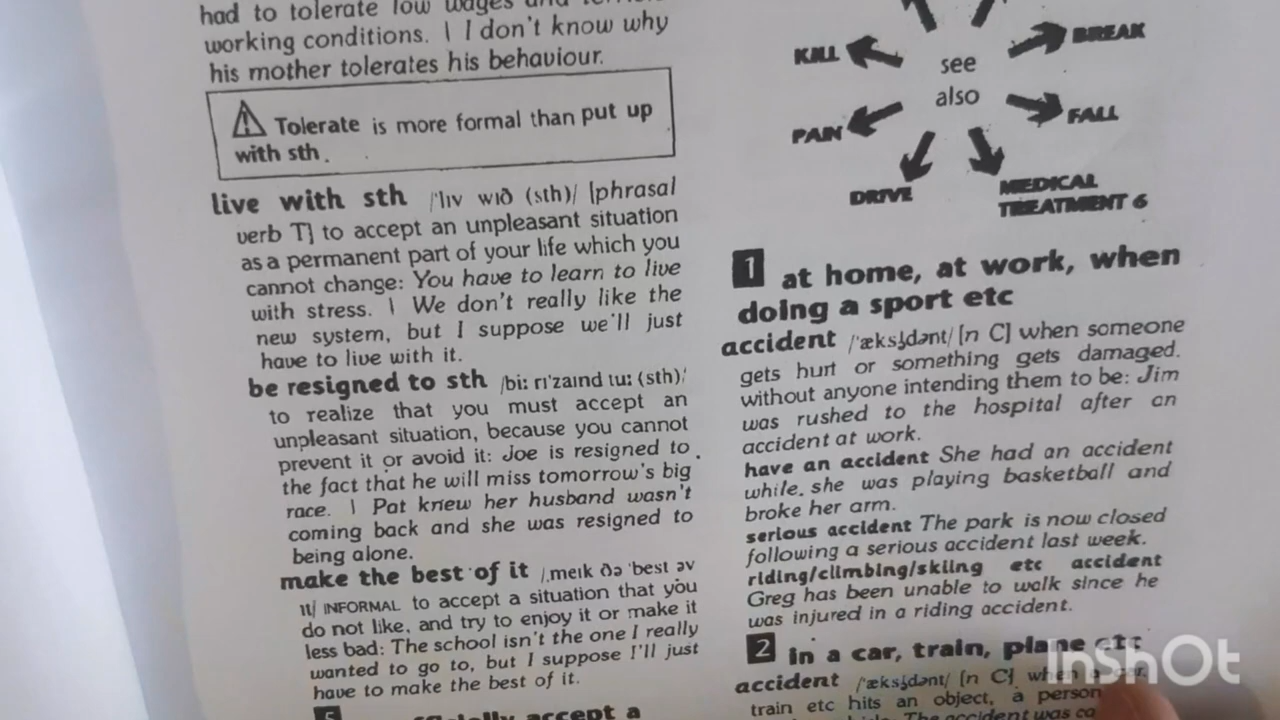 had to tolerate low wages and
working conditions. | I don't know why
his mother tolerates his behaviour.
⚠ Tolerate is more formal than put up
with sth.
live with sth /ˈlɪv wɪð (sth)/ [phrasal
verb T] to accept an unpleasant situation
as a permanent part of your life which you
cannot change: You have to learn to live
with stress. | We don't really like the
new system, but I suppose we'll just
have to live with it.
be resigned to sth /biː rɪˈzaɪnd tuː (sth)/
to realize that you must accept an
unpleasant situation, because you cannot
prevent it or avoid it: Joe is resigned to
the fact that he will miss tomorrow's big
race. | Pat knew her husband wasn't
coming back and she was resigned to
being alone.
make the best of it /ˌmeɪk ðə ˈbest əv
ɪt/ INFORMAL to accept a situation that you
do not like, and try to enjoy it or make it
less bad: The school isn't the one I really
wanted to go to, but I suppose I'll just
have to make the best of it.
5 accept a
KILL
BREAK
see
also
PAIN
FALL
DRIVE
MEDICAL
TREATMENT 6
1 at home, at work, when
doing a sport etc
accident /ˈæksɪdənt/ [n C] when someone
gets hurt or something gets damaged.
without anyone intending them to be: Jim
was rushed to the hospital after an
accident at work.
have an accident She had an accident
while she was playing basketball and
broke her arm.
serious accident The park is now closed
following a serious accident last week.
riding/climbing/skiing etc accident
Greg has been unable to walk since he
was injured in a riding accident.
2 in a car, train, plane etc
accident /ˈæksɪdənt/ [n C] when a car,
train etc hits an object, a person
The accident was
InShOt